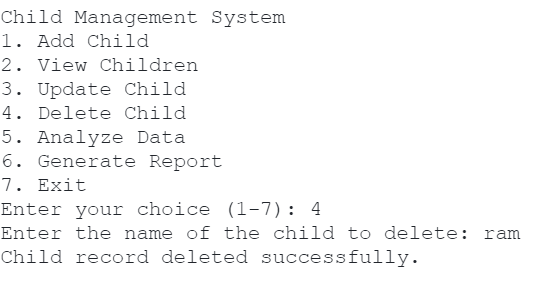 Child Management System
1. Add Child
2. View Children
3. Update Child
4. Delete Child
5. Analyze Data
6. Generate Report
7. Exit
Enter your choice (1-7): 4
Enter the name of the child to delete: ram
Child record deleted successfully.